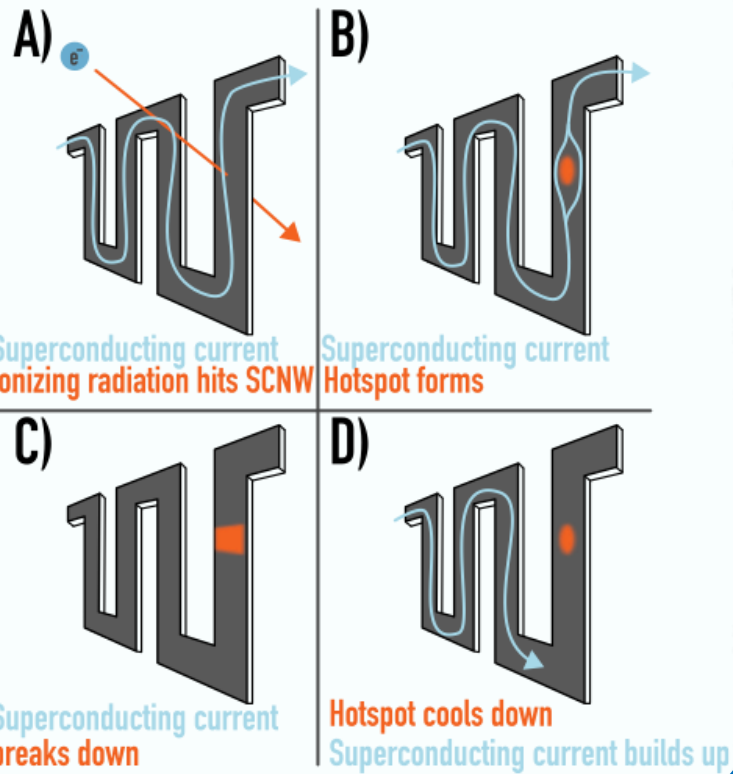 A)
e⁻
Superconducting current
onizing radiation hits SCNW
B)
Superconducting current
Hotspot forms
C)
Superconducting current
breaks down
D)
Hotspot cools down
Superconducting current builds up